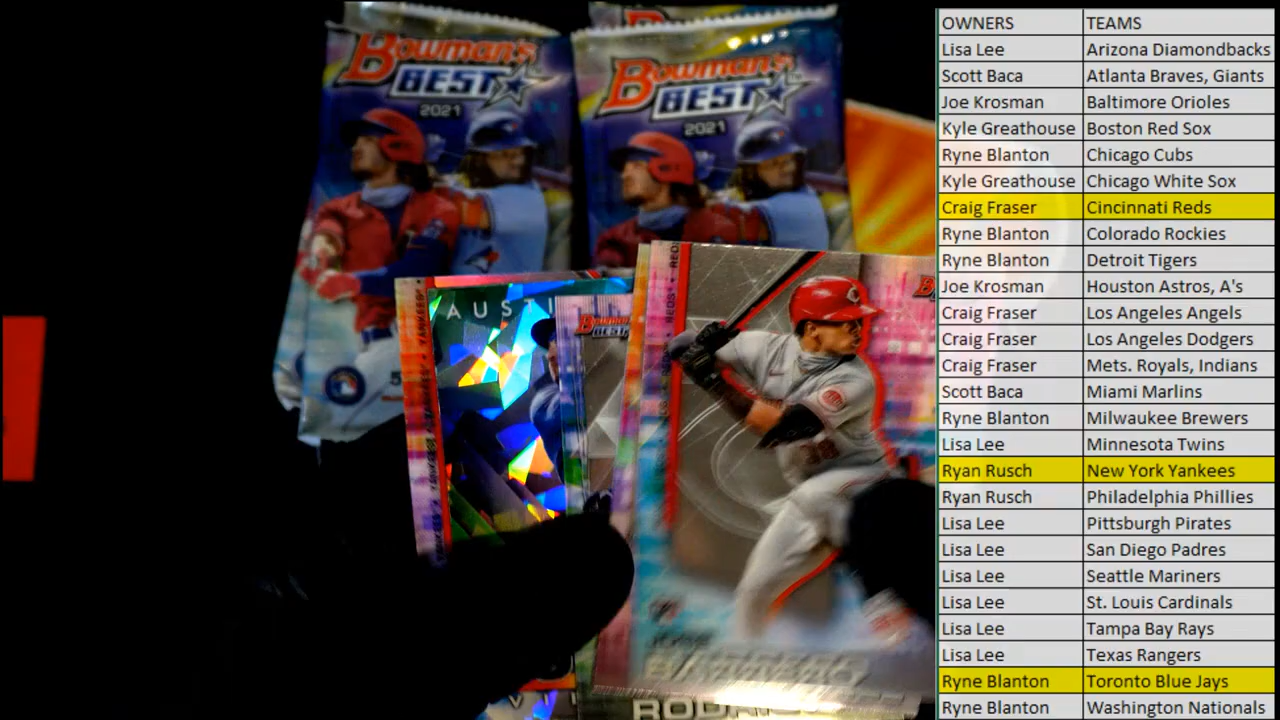 Bowman's
BEST
2021
Bowman's
BEST
2021
AUSTI
Bowman's
BEST
REDS
YANKEES
OWNERS TEAMS
Lisa Lee Arizona Diamondbacks
Scott Baca Atlanta Braves, Giants
Joe Krosman Baltimore Orioles
Kyle Greathouse Boston Red Sox
Ryne Blanton Chicago Cubs
Kyle Greathouse Chicago White Sox
Craig Fraser Cincinnati Reds
Ryne Blanton Colorado Rockies
Ryne Blanton Detroit Tigers
Joe Krosman Houston Astros, A's
Craig Fraser Los Angeles Angels
Craig Fraser Los Angeles Dodgers
Craig Fraser Mets. Royals, Indians
Scott Baca Miami Marlins
Ryne Blanton Milwaukee Brewers
Lisa Lee Minnesota Twins
Ryan Rusch New York Yankees
Ryan Rusch Philadelphia Phillies
Lisa Lee Pittsburgh Pirates
Lisa Lee San Diego Padres
Lisa Lee Seattle Mariners
Lisa Lee St. Louis Cardinals
Lisa Lee Tampa Bay Rays
Lisa Lee Texas Rangers
Ryne Blanton Toronto Blue Jays
Ryne Blanton Washington Nationals